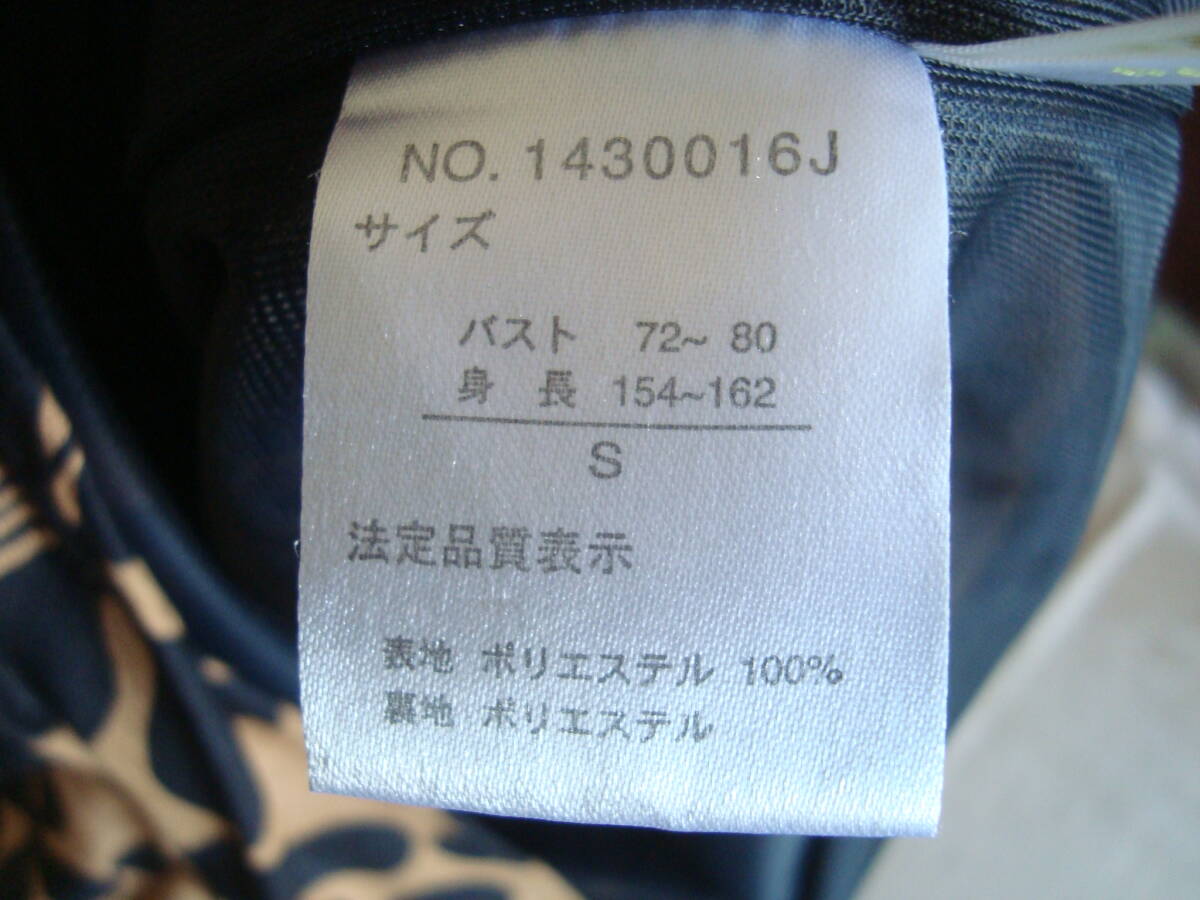 NO. 1430016J
サイズ
バスト 72~ 80
身 長 154~162
S
法定品質表示
表地 ポリエステル 100%
裏地 ポリエステル